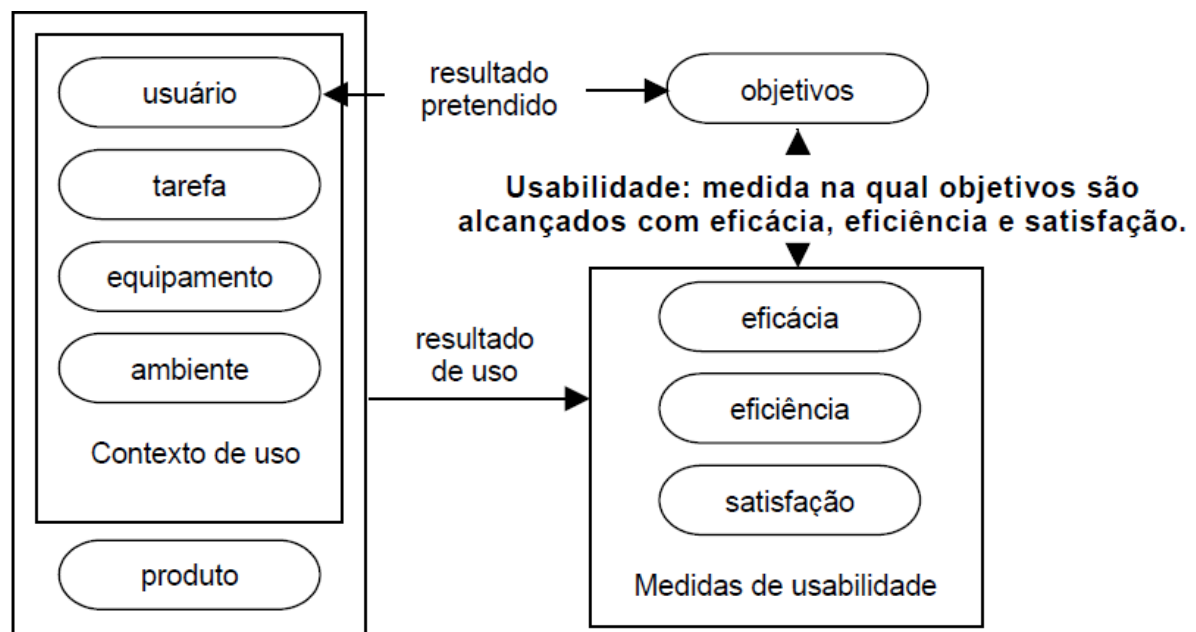 usuário
tarefa
equipamento
ambiente
Contexto de uso
produto
resultado
pretendido
objetivos
Usabilidade: medida na qual objetivos são
alcançados com eficácia, eficiência e satisfação.
resultado
de uso
eficácia
eficiência
satisfação
Medidas de usabilidade